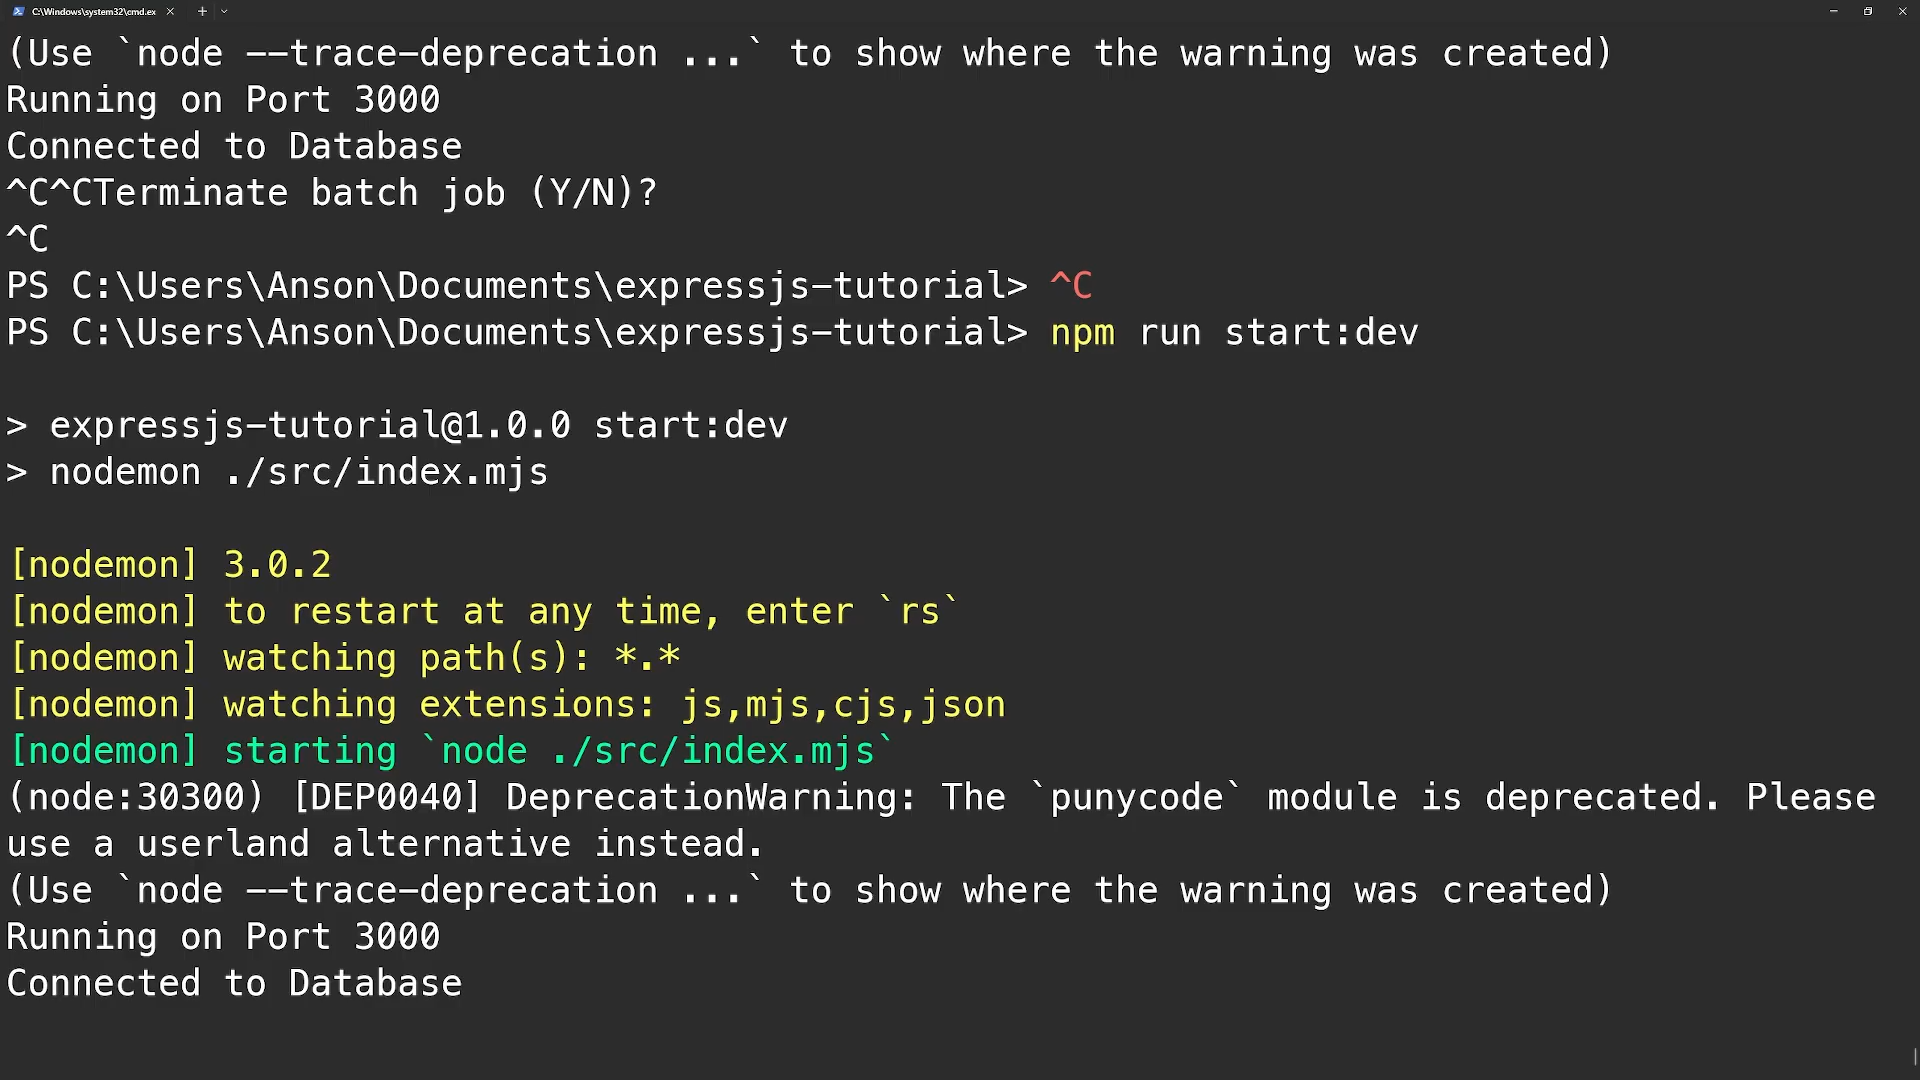 C:\Windows\system32\cmd.ex
(Use `node --trace-deprecation ...` to show where the warning was created)
Running on Port 3000
Connected to Database
^C^CTerminate batch job (Y/N)?
^C
PS C:\Users\Anson\Documents\expressjs-tutorial> ^C
PS C:\Users\Anson\Documents\expressjs-tutorial> npm run start:dev
> expressjs-tutorial@1.0.0 start:dev
> nodemon ./src/index.mjs
[nodemon] 3.0.2
[nodemon] to restart at any time, enter `rs`
[nodemon] watching path(s): *.*
[nodemon] watching extensions: js,mjs,cjs,json
[nodemon] starting `node ./src/index.mjs`
(node:30300) [DEP0040] DeprecationWarning: The `punycode` module is deprecated. Please
use a userland alternative instead.
(Use `node --trace-deprecation ...` to show where the warning was created)
Running on Port 3000
Connected to Database